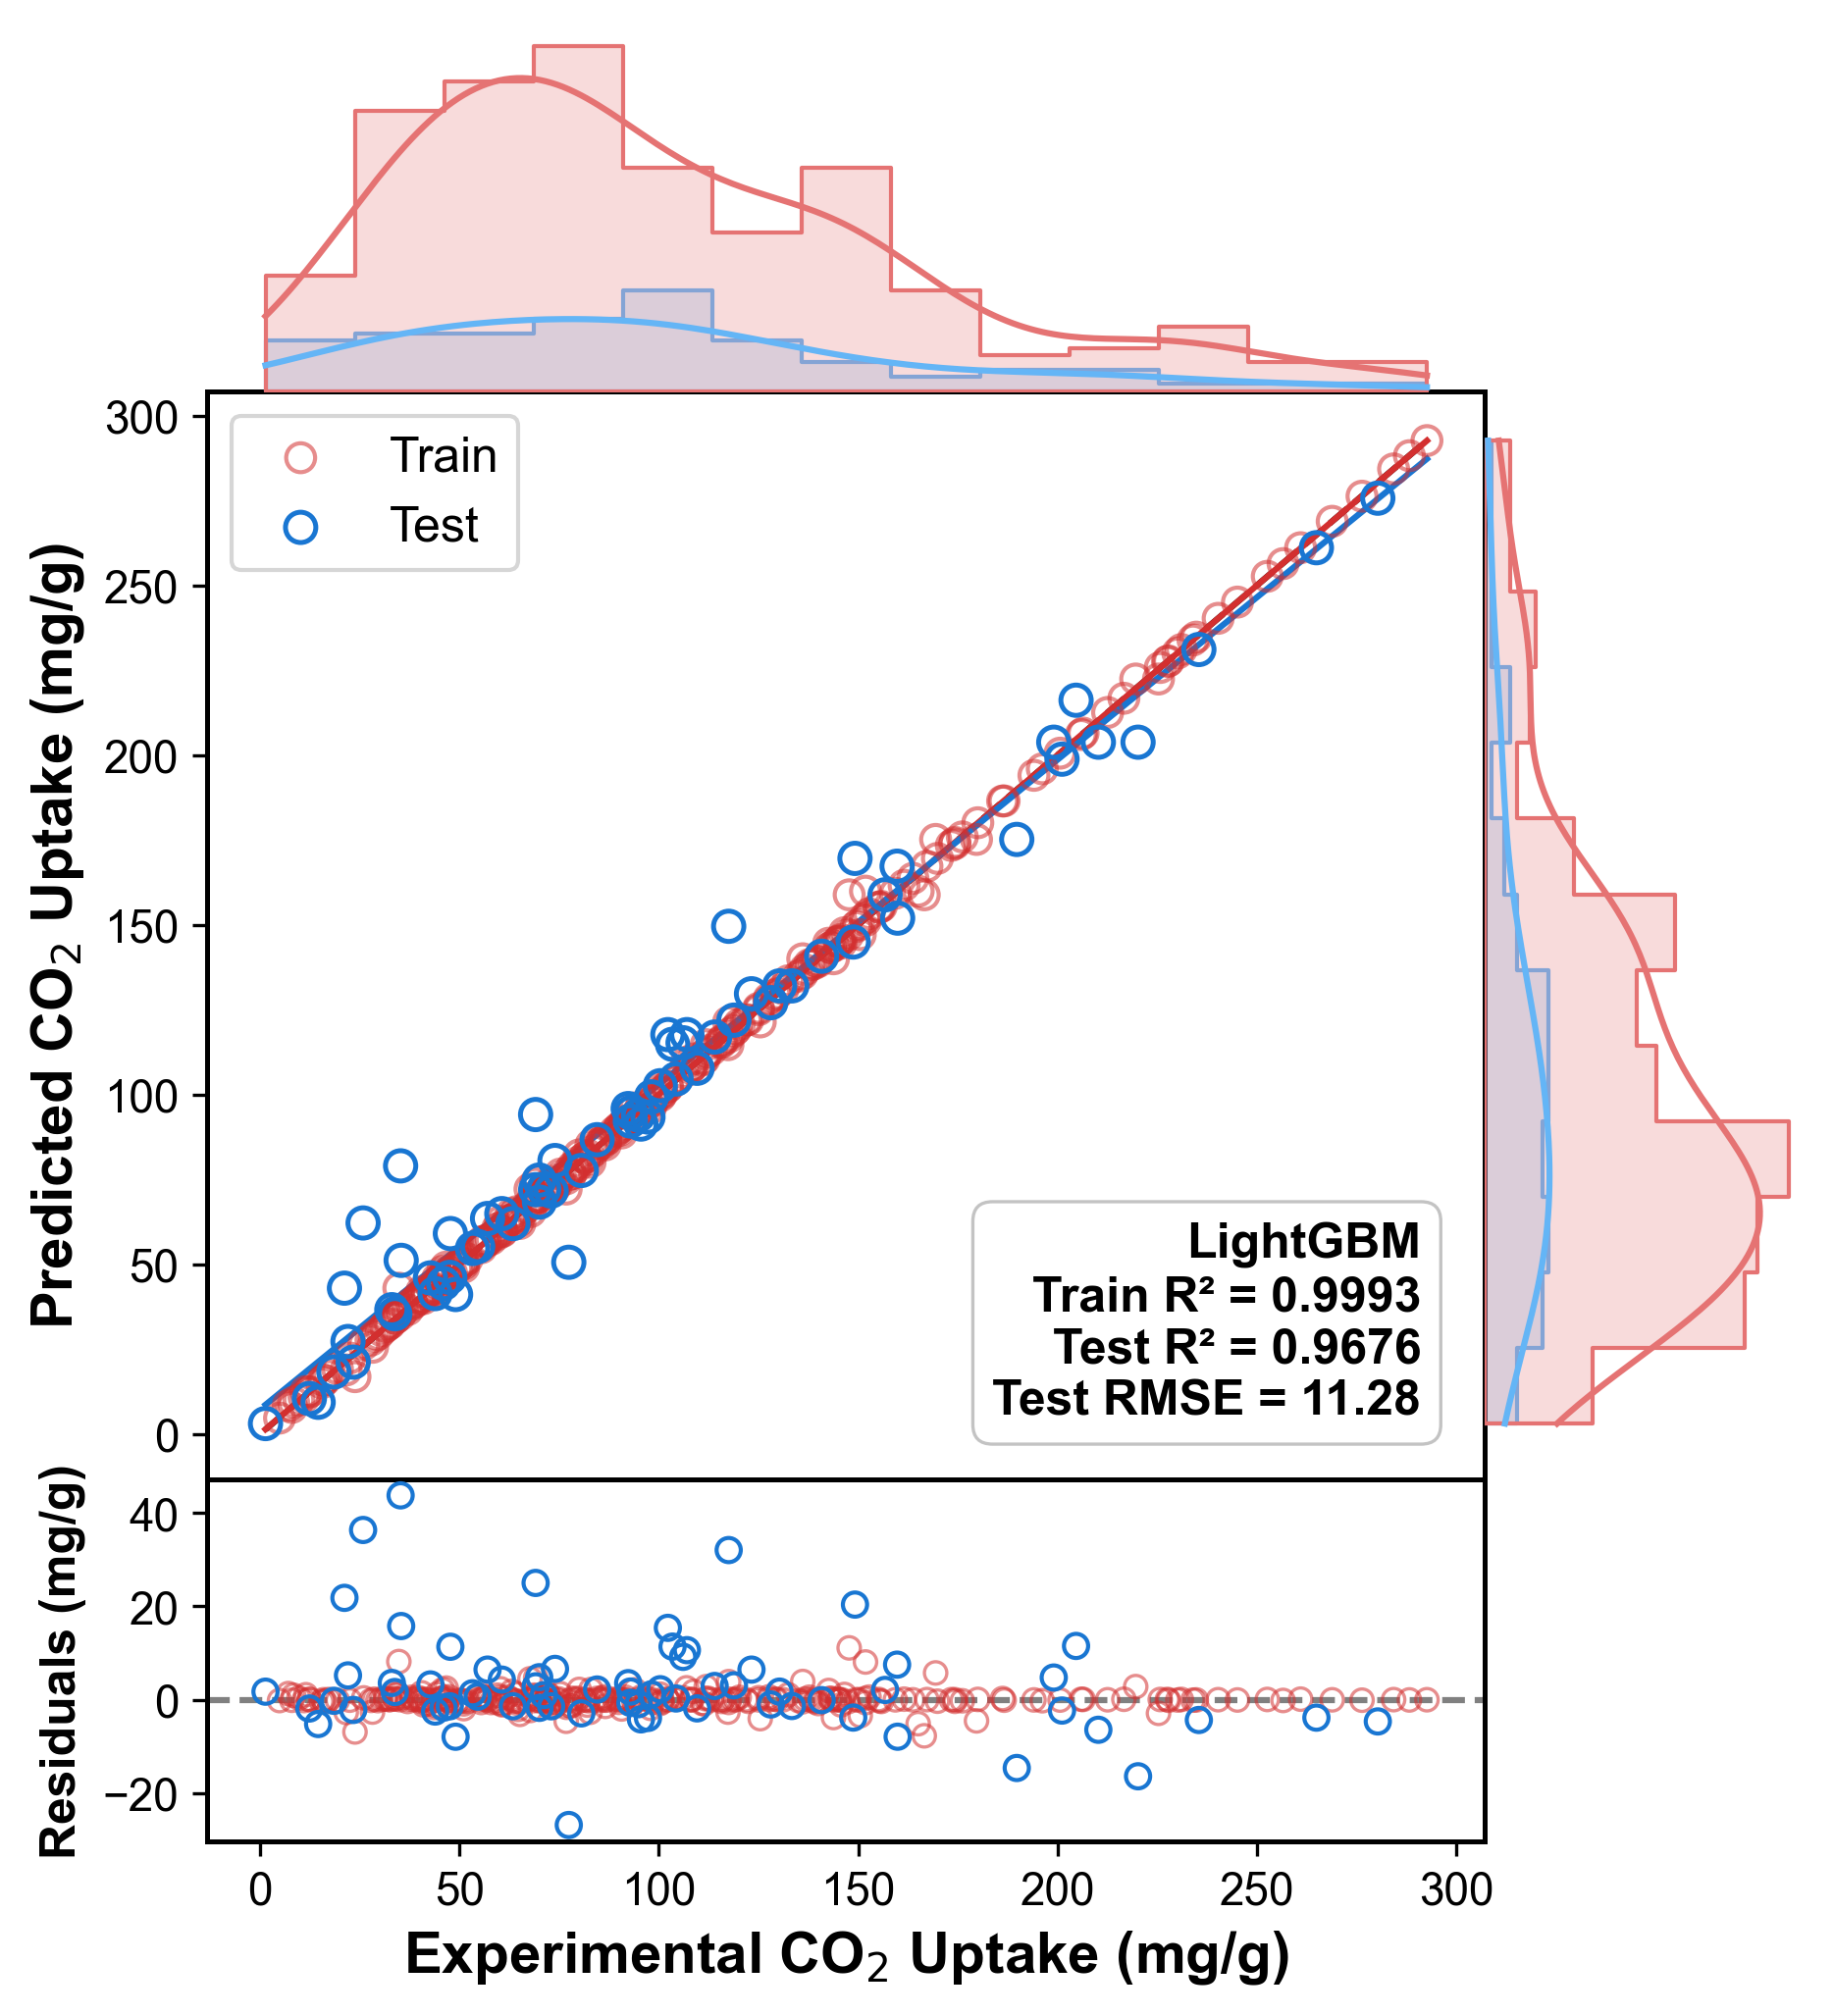 300
250
200
150
100
50
0
Predicted CO₂ Uptake (mg/g)
Train
Test
LightGBM
Train R² = 0.9993
Test R² = 0.9676
Test RMSE = 11.28
40
20
0
−20
Residuals (mg/g)
0 50 100 150 200 250 300
Experimental CO₂ Uptake (mg/g)